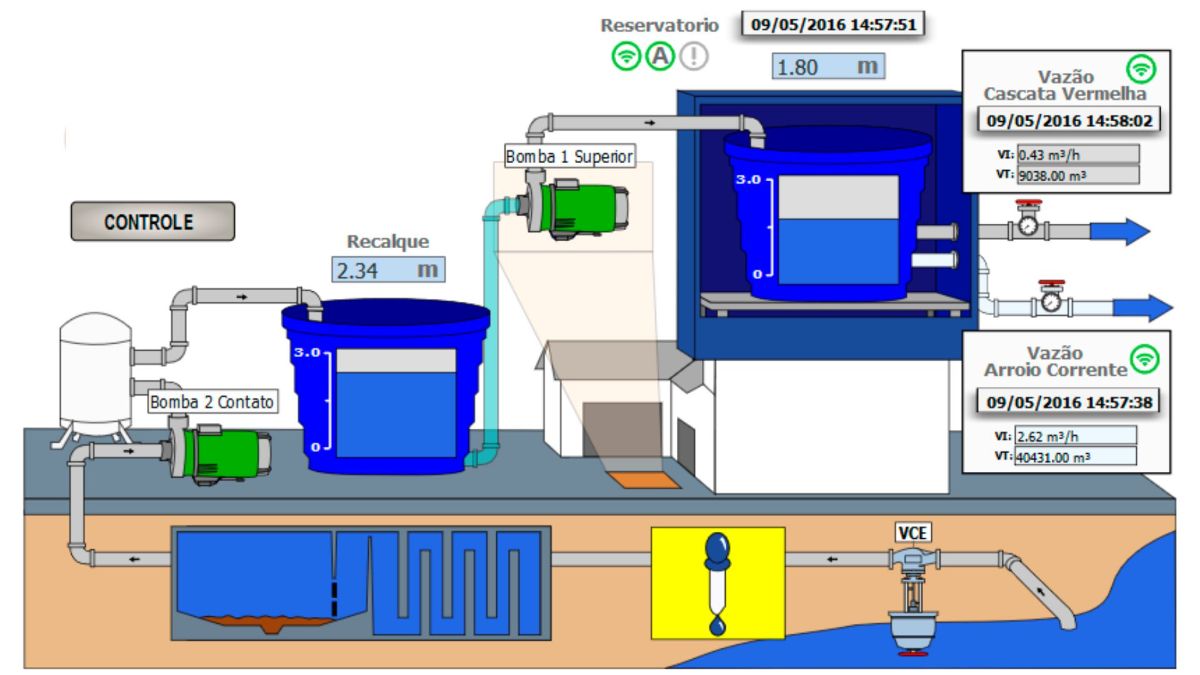 Reservatorio
09/05/2016 14:57:51
A
!
1.80 m
Vazão
Cascata Vermelha
09/05/2016 14:58:02
VI: 0.43 m³/h
VT: 9038.00 m³
Bomba 1 Superior
3.0
0
CONTROLE
Recalque
2.34 m
3.0
0
Bomba 2 Contato
Vazão
Arroio Corrente
09/05/2016 14:57:38
VI: 2.62 m³/h
VT: 40431.00 m³
VCE